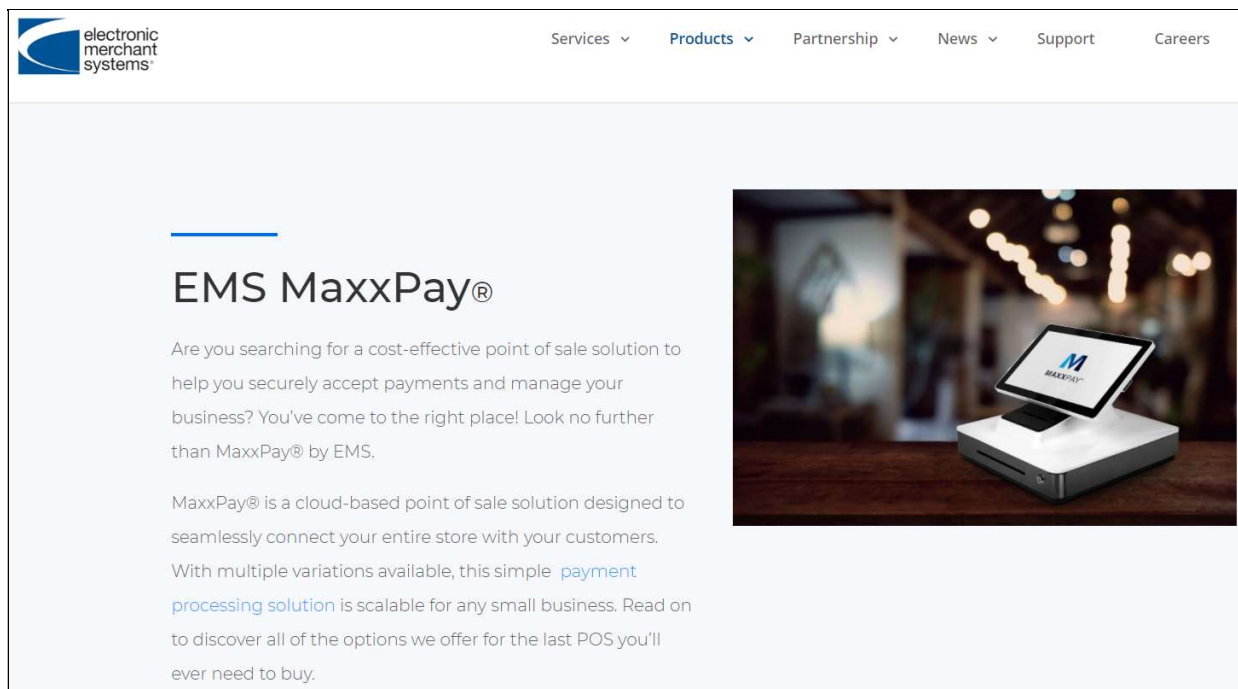 electronic
merchant
systems®
Services
Products
Partnership
News
Support
Careers
EMS MaxxPay®
Are you searching for a cost-effective point of sale solution to
help you securely accept payments and manage your
business? You've come to the right place! Look no further
than MaxxPay® by EMS.
MaxxPay® is a cloud-based point of sale solution designed to
seamlessly connect your entire store with your customers.
With multiple variations available, this simple payment
processing solution is scalable for any small business. Read on
to discover all of the options we offer for the last POS you'll
ever need to buy.
M
MAXXPAY